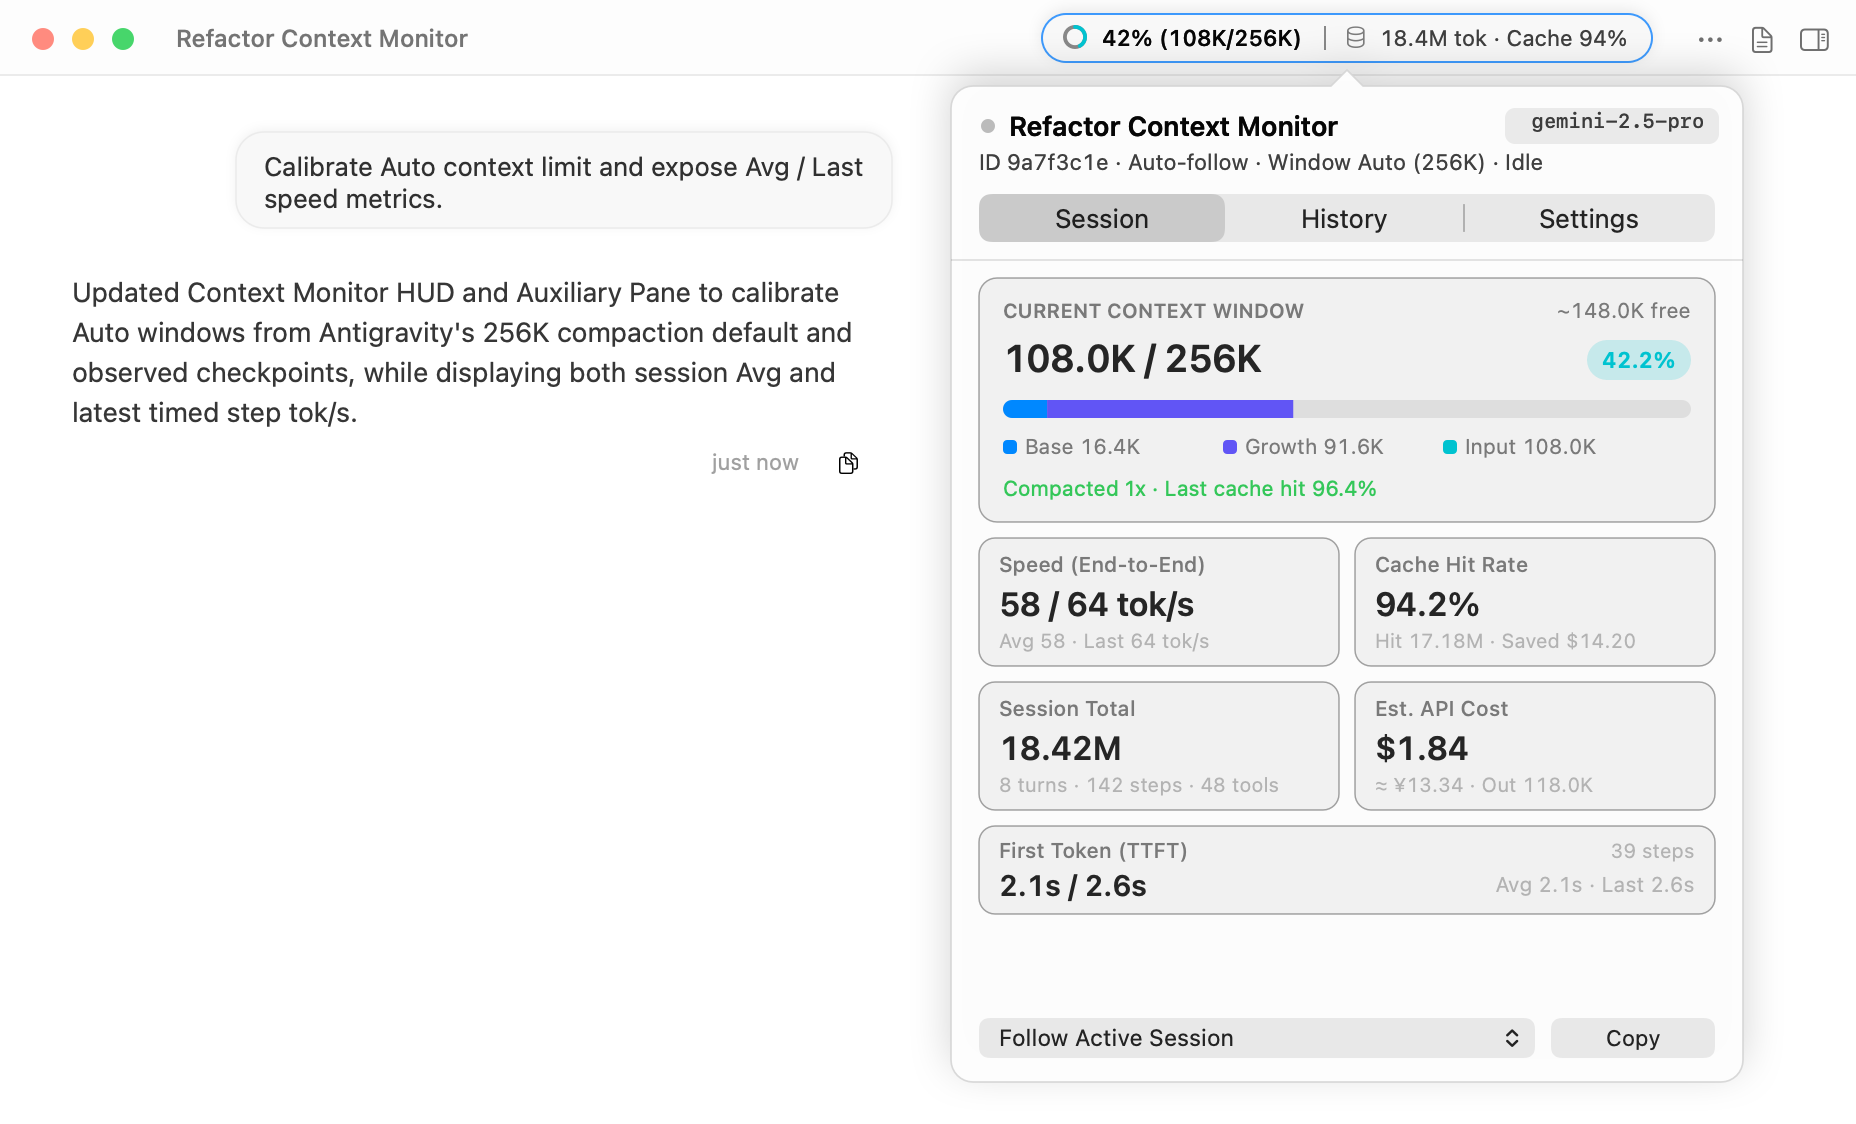 Refactor Context Monitor
42% (108K/256K)
18.4M tok · Cache 94%
Calibrate Auto context limit and expose Avg / Last
speed metrics.
Updated Context Monitor HUD and Auxiliary Pane to calibrate
Auto windows from Antigravity's 256K compaction default and
observed checkpoints, while displaying both session Avg and
latest timed step tok/s.
just now
Refactor Context Monitor
gemini-2.5-pro
ID 9a7f3c1e · Auto-follow · Window Auto (256K) · Idle
Session
History
Settings
CURRENT CONTEXT WINDOW
~148.0K free
108.0K / 256K
42.2%
Base 16.4K
Growth 91.6K
Input 108.0K
Compacted 1x · Last cache hit 96.4%
Speed (End-to-End)
58 / 64 tok/s
Avg 58 · Last 64 tok/s
Cache Hit Rate
94.2%
Hit 17.18M · Saved $14.20
Session Total
18.42M
8 turns · 142 steps · 48 tools
Est. API Cost
$1.84
≈ ¥13.34 · Out 118.0K
First Token (TTFT)
39 steps
2.1s / 2.6s
Avg 2.1s · Last 2.6s
Follow Active Session
Copy